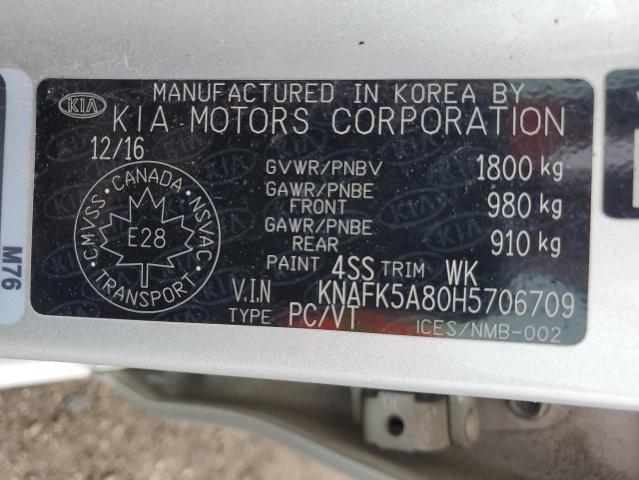 MANUFACTURED IN KOREA BY
KIA
KIA MOTORS CORPORATION
12/16
GVWR/PNBV 1800 kg
GAWR/PNBE FRONT 980 kg
GAWR/PNBE REAR 910 kg
CMVSS CANADA NSVAC
E28
TRANSPORT
PAINT 4SS TRIM WK
V.I.N KNAFK5A80H5706709
TYPE PC/VT
ICES/NMB-002
M76